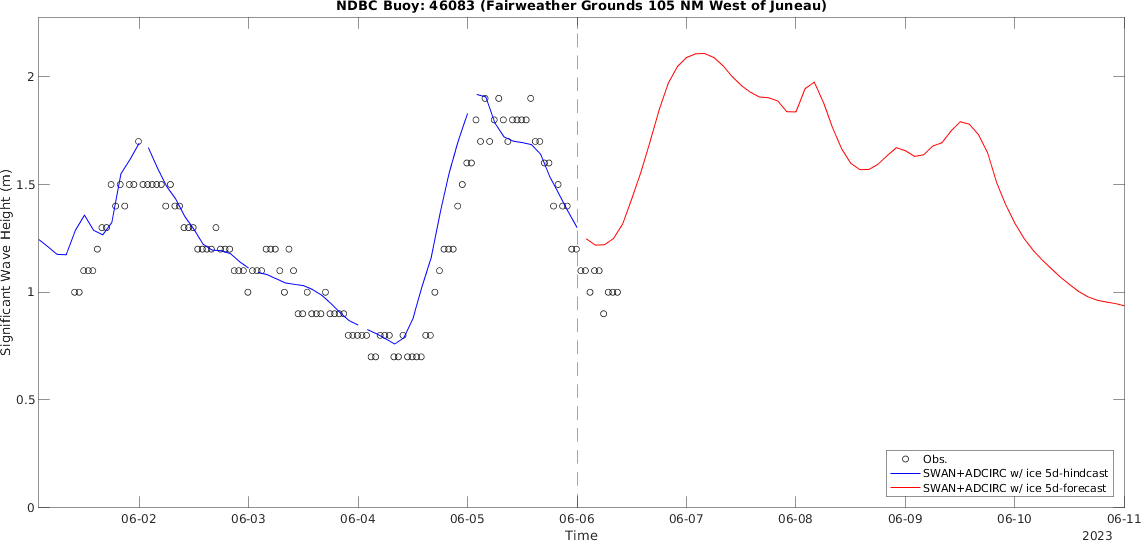 NDBC Buoy: 46083 (Fairweather Grounds 105 NM West of Juneau)
Significant Wave Height (m)
2
1.5
1
0.5
0
Obs.
SWAN+ADCIRC w/ ice 5d-hindcast
SWAN+ADCIRC w/ ice 5d-forecast
06-02 06-03 06-04 06-05 06-06 06-07 06-08 06-09 06-10 06-11
Time
2023